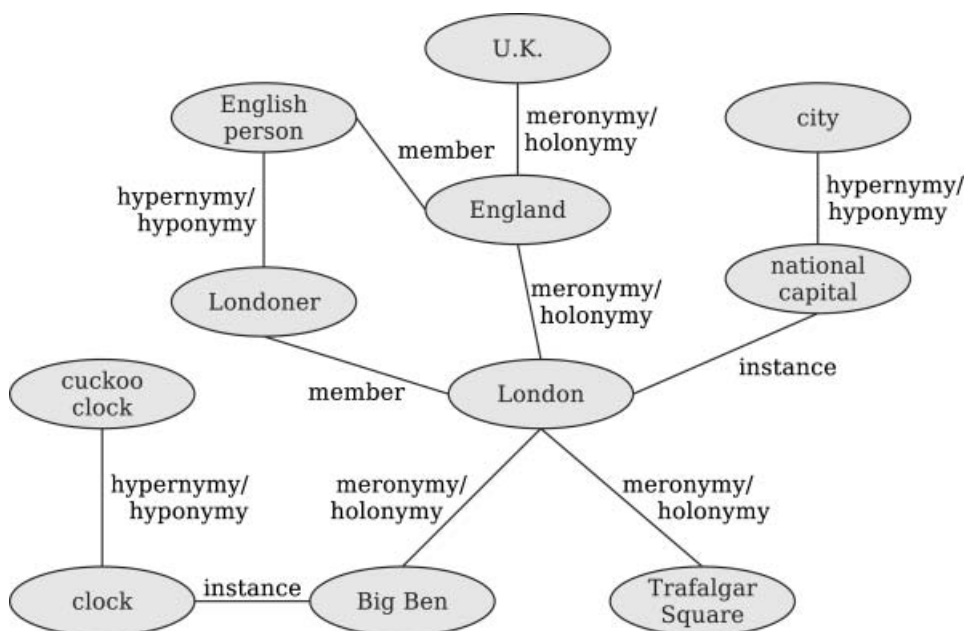 U.K.
English
person
meronymy/
holonymy
city
member
hypernymy/
hyponymy
hypernymy/
hyponymy
England
national
capital
Londoner
meronymy/
holonymy
instance
cuckoo
clock
member
London
hypernymy/
hyponymy
meronymy/
holonymy
meronymy/
holonymy
clock
instance
Big Ben
Trafalgar
Square